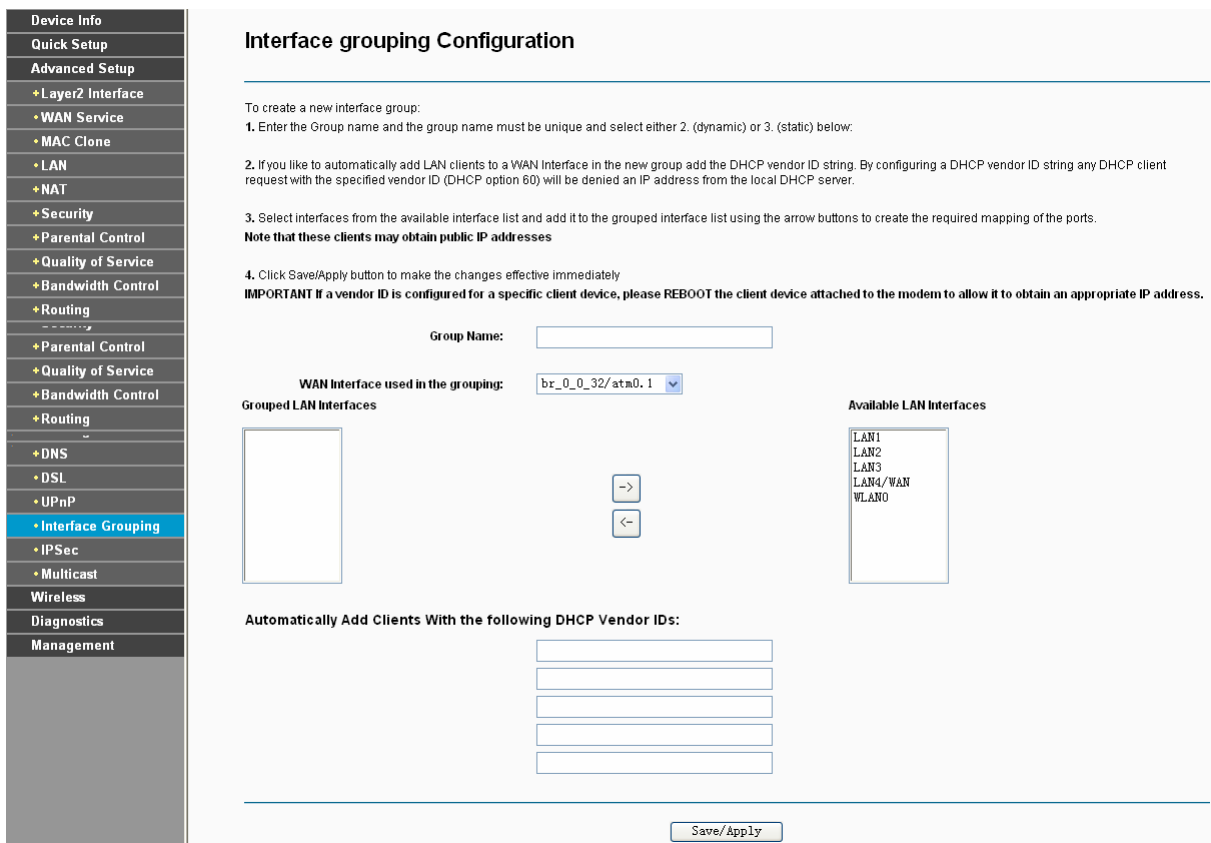 Device Info
Quick Setup
Advanced Setup
+Layer2 Interface
•WAN Service
•MAC Clone
•LAN
+NAT
+Security
+Parental Control
+Quality of Service
+Bandwidth Control
+Routing
+Parental Control
+Quality of Service
+Bandwidth Control
+Routing
+DNS
•DSL
•UPnP
•Interface Grouping
•IPSec
•Multicast
Wireless
Diagnostics
Management
Interface grouping Configuration
To create a new interface group:
1. Enter the Group name and the group name must be unique and select either 2. (dynamic) or 3. (static) below:
2. If you like to automatically add LAN clients to a WAN Interface in the new group add the DHCP vendor ID string. By configuring a DHCP vendor ID string any DHCP client
request with the specified vendor ID (DHCP option 60) will be denied an IP address from the local DHCP server.
3. Select interfaces from the available interface list and add it to the grouped interface list using the arrow buttons to create the required mapping of the ports.
Note that these clients may obtain public IP addresses
4. Click Save/Apply button to make the changes effective immediately
IMPORTANT If a vendor ID is configured for a specific client device, please REBOOT the client device attached to the modem to allow it to obtain an appropriate IP address.
Group Name:
WAN Interface used in the grouping: br_0_0_32/atm0.1
Grouped LAN Interfaces
->
<-
Available LAN Interfaces
LAN1
LAN2
LAN3
LAN4/WAN
WLAN0
Automatically Add Clients With the following DHCP Vendor IDs:
Save/Apply